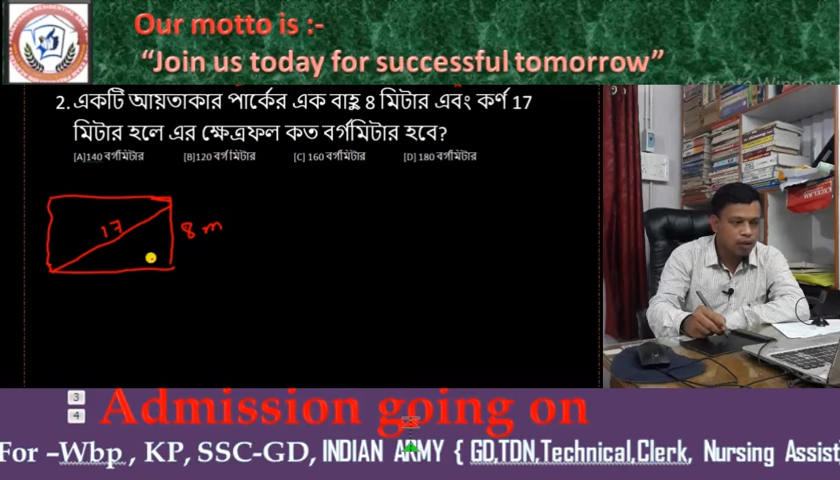 Our motto is :-
“Join us today for successful tomorrow”
2. একটি আয়তাকার পার্কের এক বাহু 8 মিটার এবং কর্ণ 17
মিটার হলে এর ক্ষেত্রফল কত বর্গমিটার হবে?
[A]140 বর্গমিটার [B]120 বর্গমিটার [C] 160 বর্গমিটার [D] 180 বর্গমিটার
17
8 m
3
4
Admission going on
For –Wbp , KP, SSC-GD, INDIAN ARMY { GD,TDN,Technical,Clerk, Nursing Assist